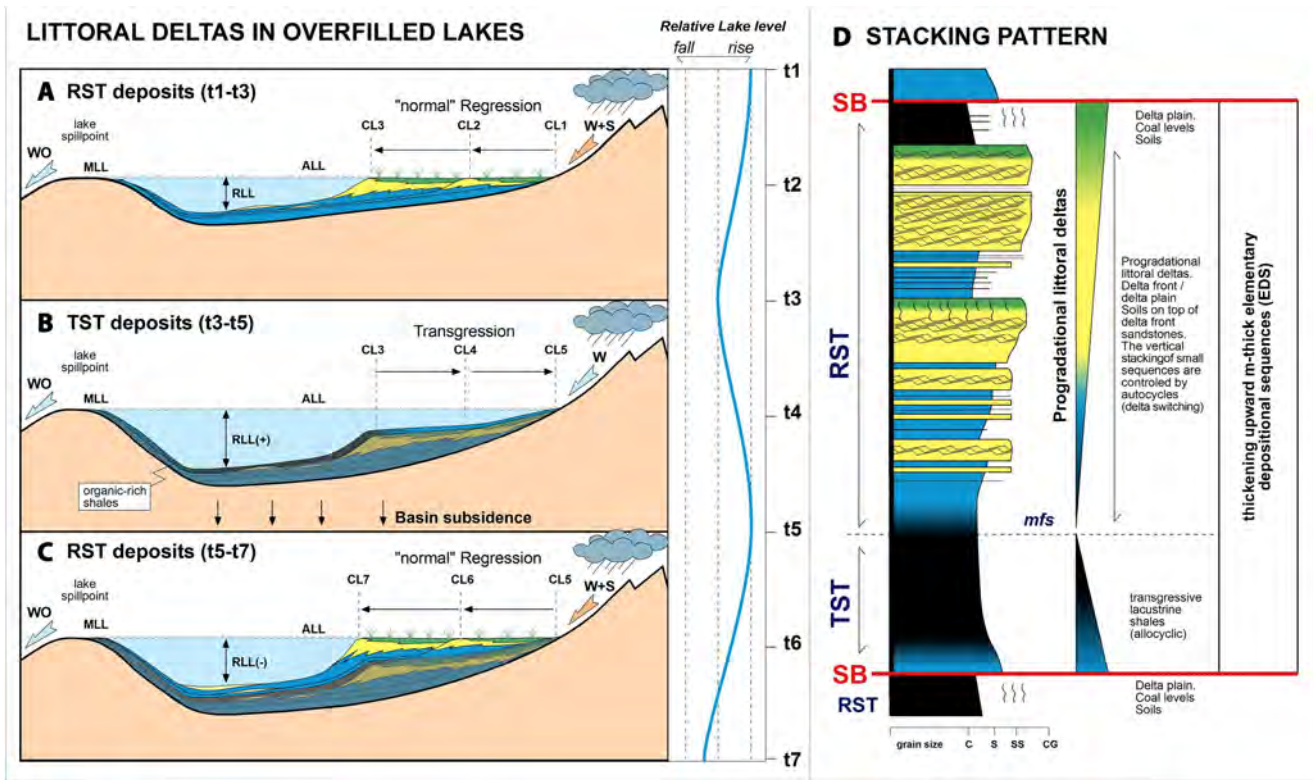 LITTORAL DELTAS IN OVERFILLED LAKES
Relative Lake level
fall rise
A RST deposits (t1-t3)
"normal" Regression
lake
spillpoint
CL3 CL2 CL1
W+S
WO
MLL
ALL
RLL
B TST deposits (t3-t5)
Transgression
lake
spillpoint
CL3 CL4 CL5
W
WO
MLL
ALL
RLL(+)
organic-rich
shales
Basin subsidence
C RST deposits (t5-t7)
"normal" Regression
lake
spillpoint
CL7 CL6 CL5
W+S
WO
MLL
ALL
RLL(-)
t1
t2
t3
t4
t5
t6
t7
D STACKING PATTERN
SB
Delta plain.
Coal levels
Soils
RST
Progradational littoral deltas
Progradational
littoral deltas.
Delta front /
delta plain
Soils on top of
delta front
sandstones.
The vertical
stackingof small
sequences are
controled by
autocycles
(delta switching)
thickening upward m-thick elementary
depositional sequences (EDS)
mfs
TST
transgressive
lacustrine
shales
(allocyclic)
SB
RST
Delta plain.
Coal levels
Soils
grain size C S SS CG